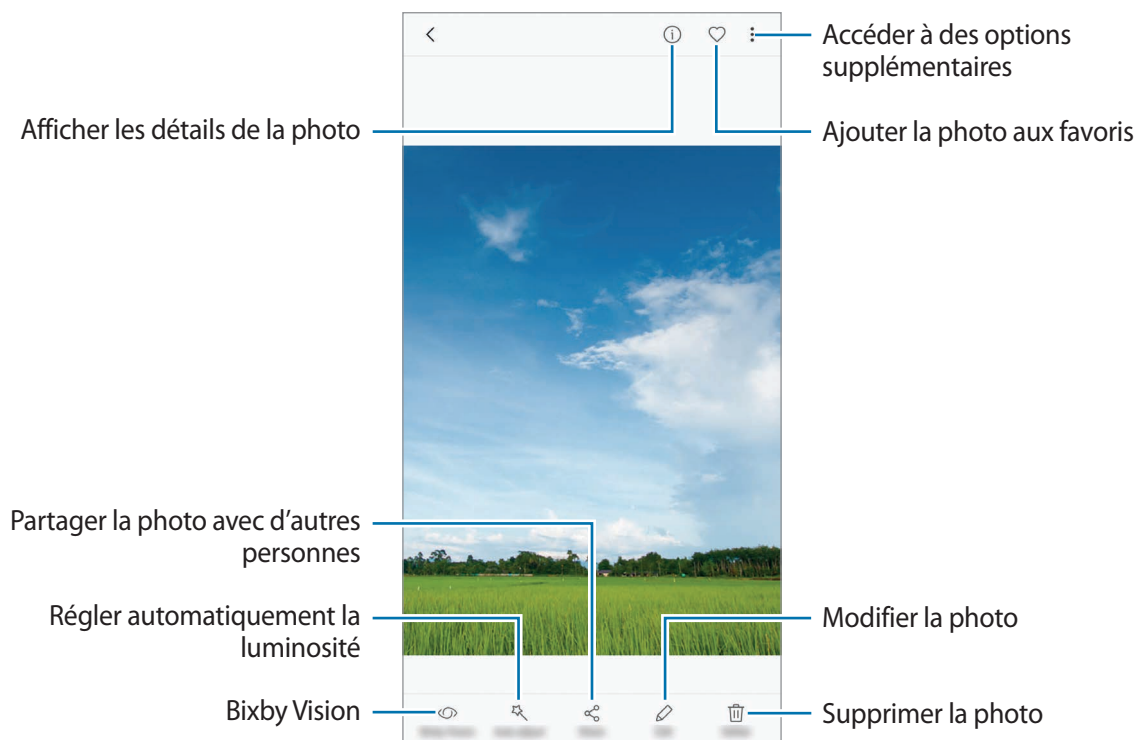 Accéder à des options
supplémentaires
Afficher les détails de la photo
Ajouter la photo aux favoris
Partager la photo avec d'autres
personnes
Régler automatiquement la
luminosité
Modifier la photo
Bixby Vision
Supprimer la photo